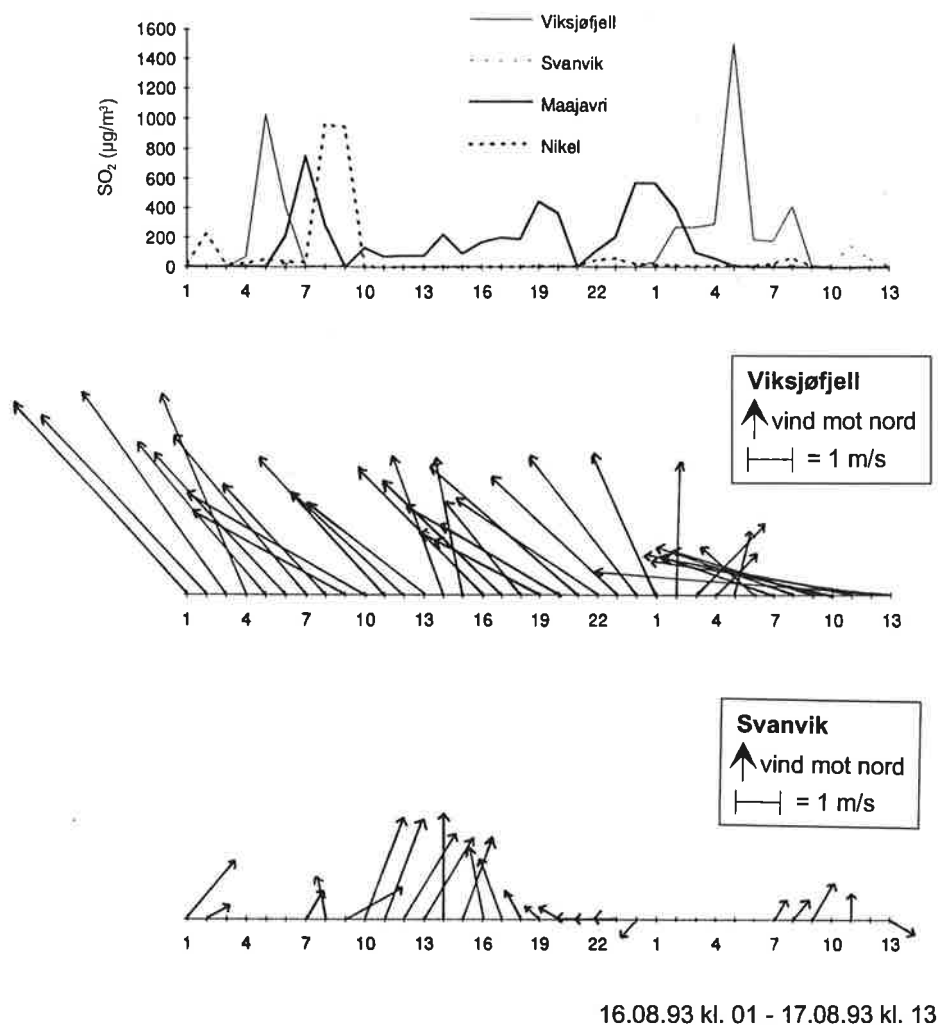 1600
1400
1200
1000
800
600
400
200
0
SO₂ (µg/m³)
Viksjøfjell
Svanvik
Maajavri
Nikel
1 4 7 10 13 16 19 22 1 4 7 10 13
Viksjøfjell
vind mot nord
= 1 m/s
1 4 7 10 13 16 19 22 1 4 7 10 13
Svanvik
vind mot nord
= 1 m/s
1 4 7 10 13 16 19 22 1 4 7 10 13
16.08.93 kl. 01 - 17.08.93 kl. 13